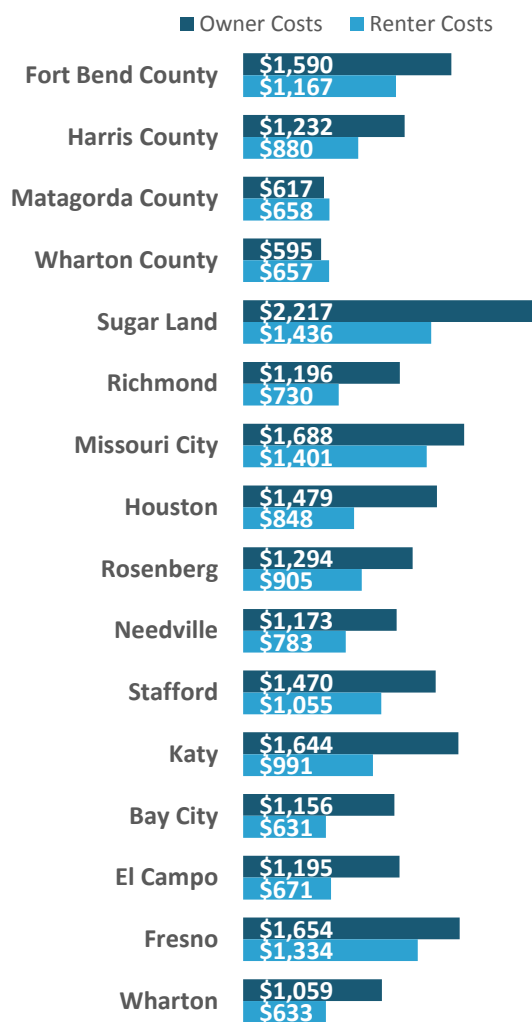 Owner Costs Renter Costs
Fort Bend County
$1,590
$1,167
Harris County
$1,232
$880
Matagorda County
$617
$658
Wharton County
$595
$657
Sugar Land
$2,217
$1,436
Richmond
$1,196
$730
Missouri City
$1,688
$1,401
Houston
$1,479
$848
Rosenberg
$1,294
$905
Needville
$1,173
$783
Stafford
$1,470
$1,055
Katy
$1,644
$991
Bay City
$1,156
$631
El Campo
$1,195
$671
Fresno
$1,654
$1,334
Wharton
$1,059
$633